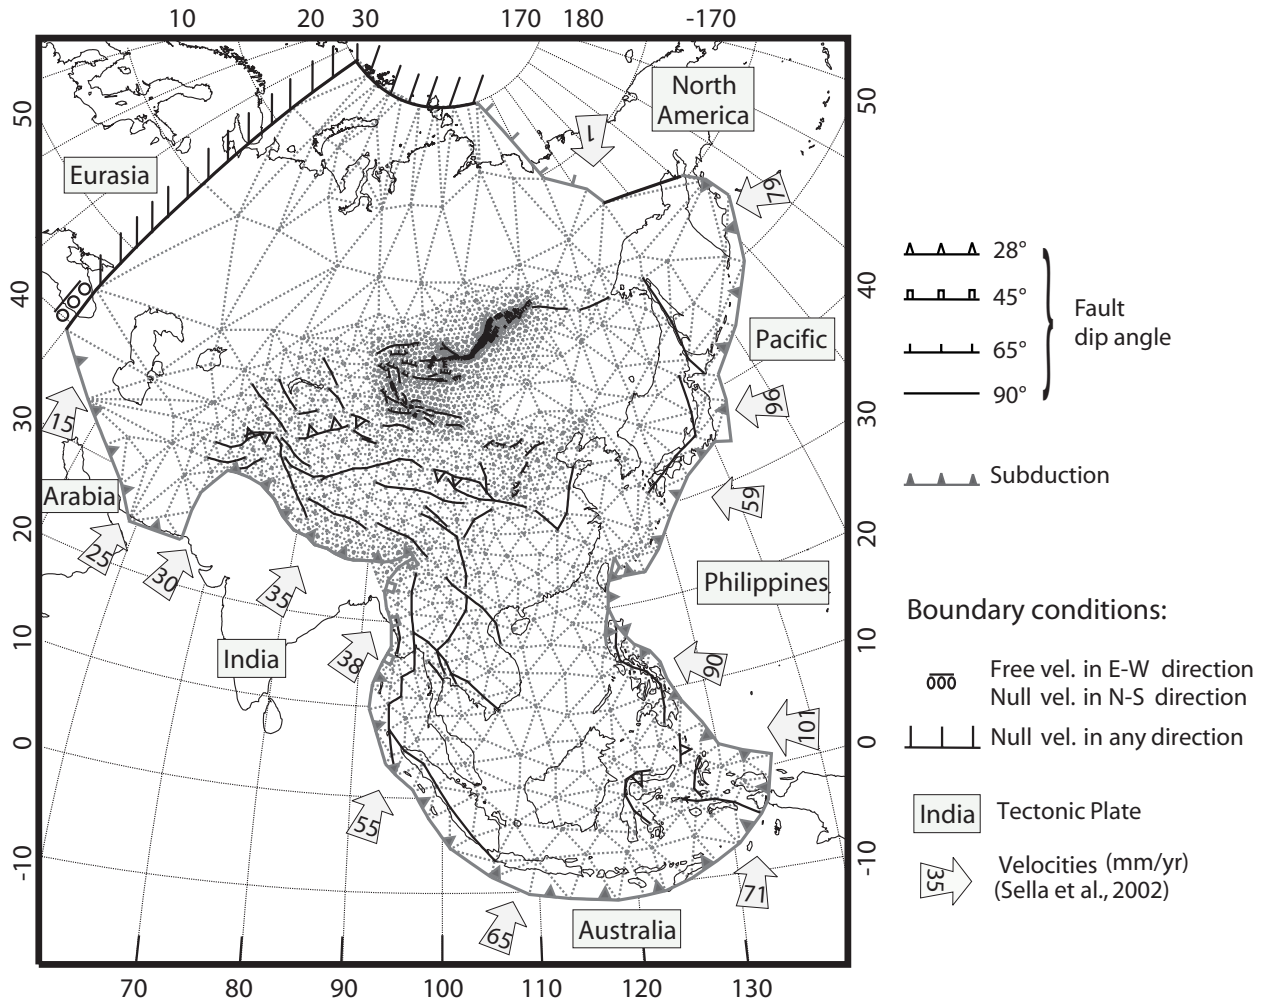 10 20 30 170 180 -170
50
40
30
20
10
0
-10
50
40
30
20
10
0
-10
70 80 90 100 110 120 130
North
America
1
Eurasia
79
Pacific
96
15
Arabia
59
25
30
35
Philippines
India
38
90
101
55
71
65
Australia
28°
45°
65°
90°
Fault
dip angle
Subduction
Boundary conditions:
Free vel. in E-W direction
Null vel. in N-S direction
Null vel. in any direction
India Tectonic Plate
35 Velocities (mm/yr)
(Sella et al., 2002)